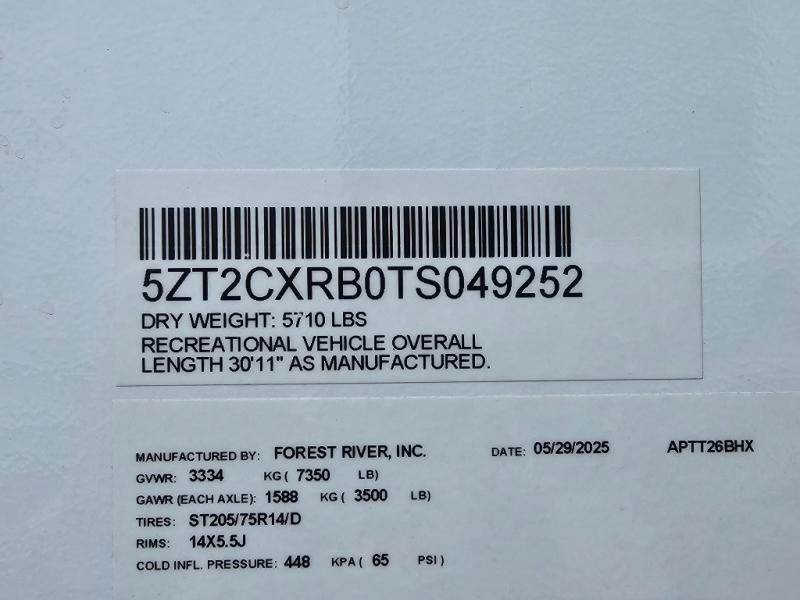 5ZT2CXRB0TS049252
DRY WEIGHT: 5710 LBS
RECREATIONAL VEHICLE OVERALL
LENGTH 30'11" AS MANUFACTURED.
MANUFACTURED BY: FOREST RIVER, INC. DATE: 05/29/2025 APTT26BHX
GVWR: 3334 KG ( 7350 LB)
GAWR (EACH AXLE): 1588 KG ( 3500 LB)
TIRES: ST205/75R14/D
RIMS: 14X5.5J
COLD INFL. PRESSURE: 448 KPA ( 65 PSI )